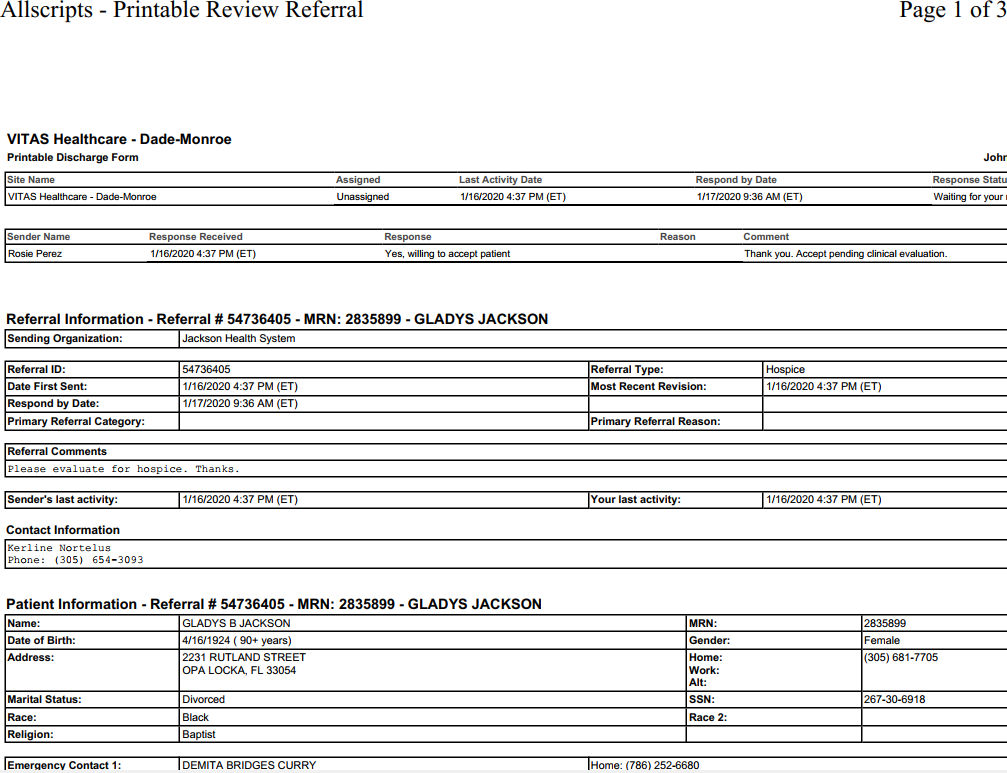 Allscripts - Printable Review Referral Page 1 of 3
VITAS Healthcare - Dade-Monroe
Printable Discharge Form John
Site Name Assigned Last Activity Date Respond by Date Response Statu
VITAS Healthcare - Dade-Monroe Unassigned 1/16/2020 4:37 PM (ET) 1/17/2020 9:36 AM (ET) Waiting for your
Sender Name Response Received Response Reason Comment
Rosie Perez 1/16/2020 4:37 PM (ET) Yes, willing to accept patient Thank you. Accept pending clinical evaluation.
Referral Information - Referral # 54736405 - MRN: 2835899 - GLADYS JACKSON
Sending Organization: Jackson Health System
Referral ID: 54736405 Referral Type: Hospice
Date First Sent: 1/16/2020 4:37 PM (ET) Most Recent Revision: 1/16/2020 4:37 PM (ET)
Respond by Date: 1/17/2020 9:36 AM (ET)
Primary Referral Category: Primary Referral Reason:
Referral Comments
Please evaluate for hospice. Thanks.
Sender's last activity: 1/16/2020 4:37 PM (ET) Your last activity: 1/16/2020 4:37 PM (ET)
Contact Information
Kerline Nortelus
Phone: (305) 654-3093
Patient Information - Referral # 54736405 - MRN: 2835899 - GLADYS JACKSON
Name: GLADYS B JACKSON MRN: 2835899
Date of Birth: 4/16/1924 ( 90+ years) Gender: Female
Address: 2231 RUTLAND STREET Home: (305) 681-7705
OPA LOCKA, FL 33054 Work:
Alt:
Marital Status: Divorced SSN: 267-30-6918
Race: Black Race 2:
Religion: Baptist
Emergency Contact 1: DEMITA BRIDGES CURRY Home: (786) 252-6680